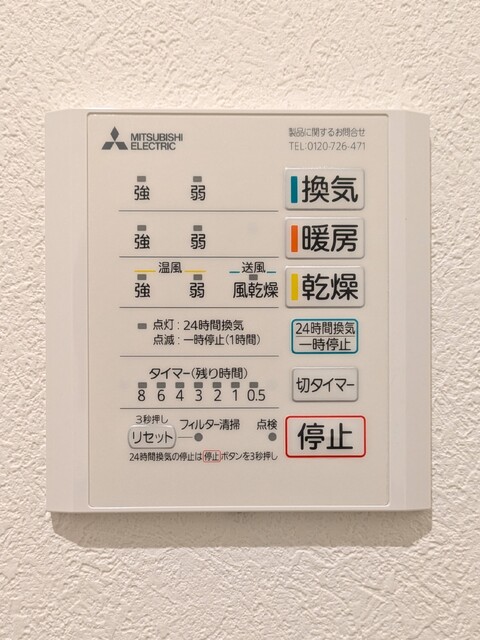 MITSUBISHI
ELECTRIC
製品に関するお問合せ
TEL:0120-726-471
強 弱 換気
強 弱 暖房
温風 送風
強 弱 風乾燥 乾燥
点灯:24時間換気
点滅:一時停止(1時間)
24時間換気
一時停止
タイマー(残り時間)
8 6 4 3 2 1 0.5
切タイマー
3秒押し
リセット フィルター清掃 点検
停止
24時間換気の停止は停止ボタンを3秒押し